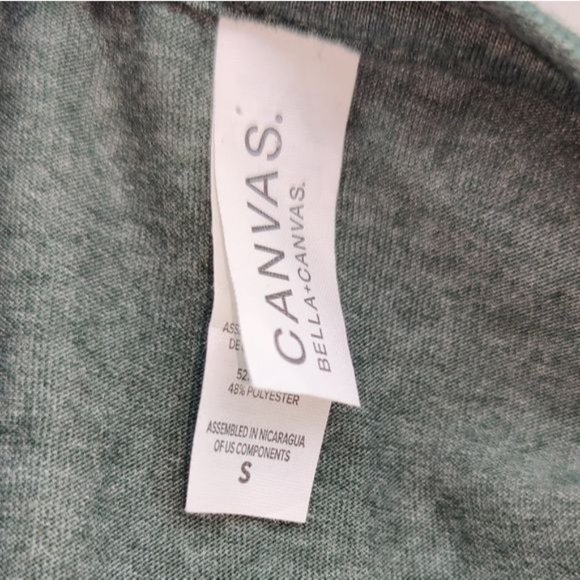 CANVAS.
BELLA+CANVAS.
48% POLYESTER
ASSEMBLED IN NICARAGUA
OF US COMPONENTS
S